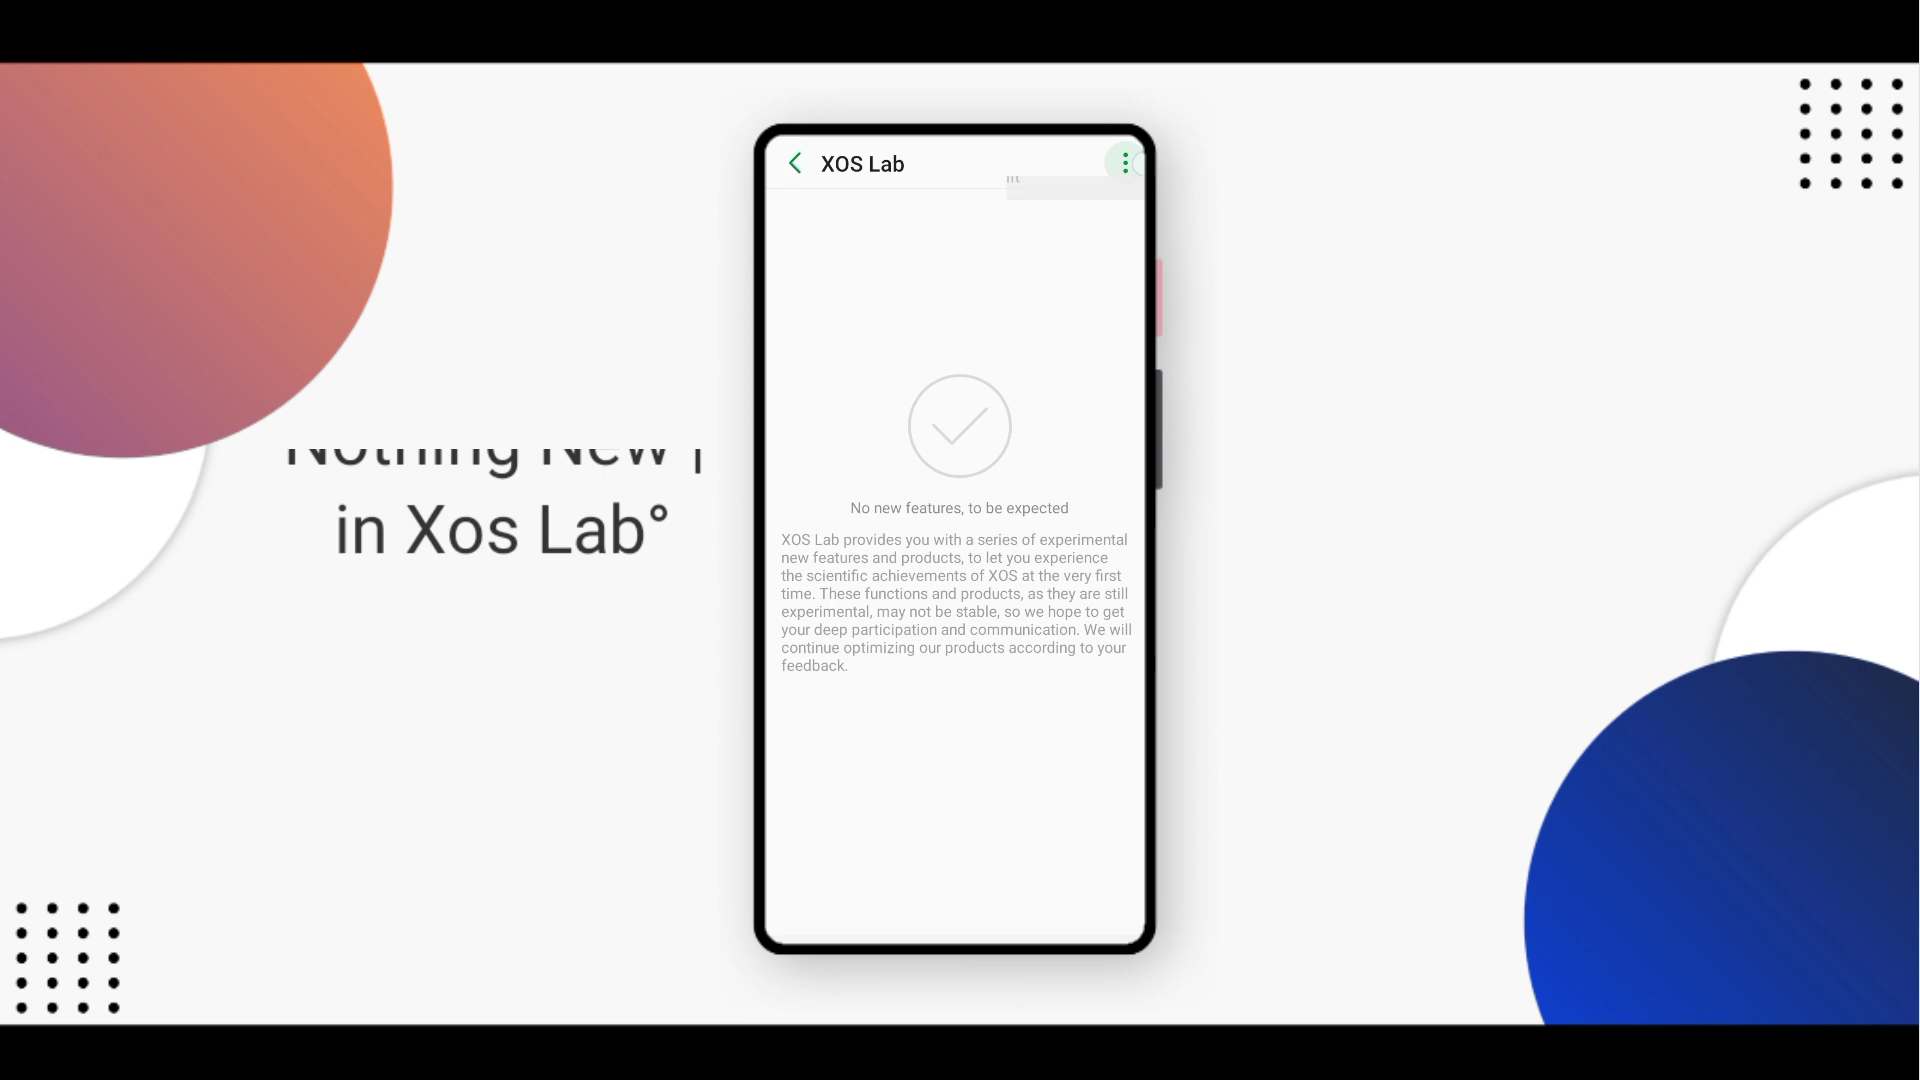 XOS Lab
Nothing New |
in Xos Lab°
No new features, to be expected
XOS Lab provides you with a series of experimental
new features and products, to let you experience
the scientific achievements of XOS at the very first
time. These functions and products, as they are still
experimental, may not be stable, so we hope to get
your deep participation and communication. We will
continue optimizing our products according to your
feedback.